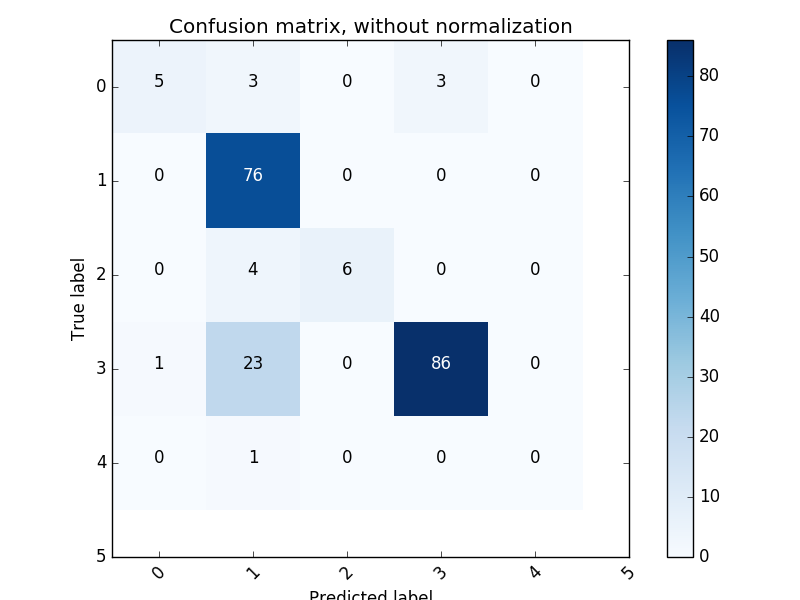 Confusion matrix, without normalization
0 5 3 0 3 0
1 0 76 0 0 0
2 0 4 6 0 0
3 1 23 0 86 0
4 0 1 0 0 0
5
0 1 2 3 4 5
True label
Predicted label
80
70
60
50
40
30
20
10
0